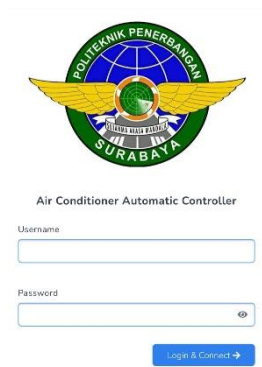 POLITEKNIK PENERBANGAN
SURABAYA
Air Conditioner Automatic Controller
Username
Password
Login & Connect →